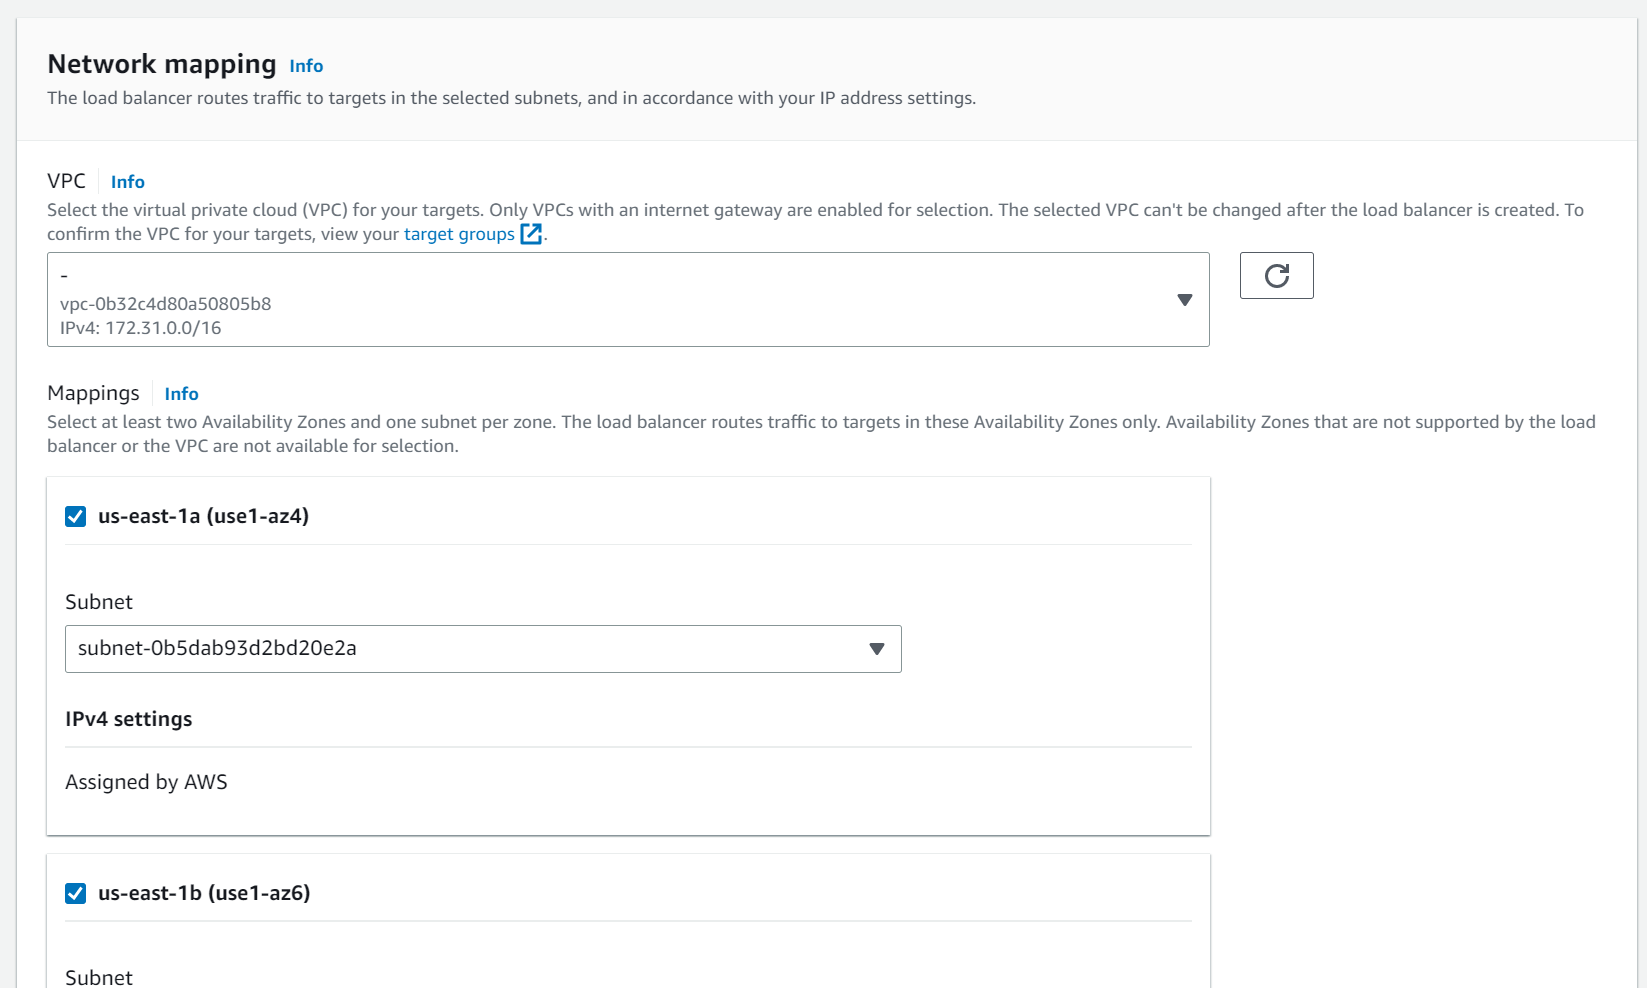 Network mapping Info
The load balancer routes traffic to targets in the selected subnets, and in accordance with your IP address settings.
VPC Info
Select the virtual private cloud (VPC) for your targets. Only VPCs with an internet gateway are enabled for selection. The selected VPC can't be changed after the load balancer is created. To
confirm the VPC for your targets, view your target groups.
-
vpc-0b32c4d80a50805b8
IPv4: 172.31.0.0/16
Mappings Info
Select at least two Availability Zones and one subnet per zone. The load balancer routes traffic to targets in these Availability Zones only. Availability Zones that are not supported by the load
balancer or the VPC are not available for selection.
us-east-1a (use1-az4)
Subnet
subnet-0b5dab93d2bd20e2a
IPv4 settings
Assigned by AWS
us-east-1b (use1-az6)
Subnet